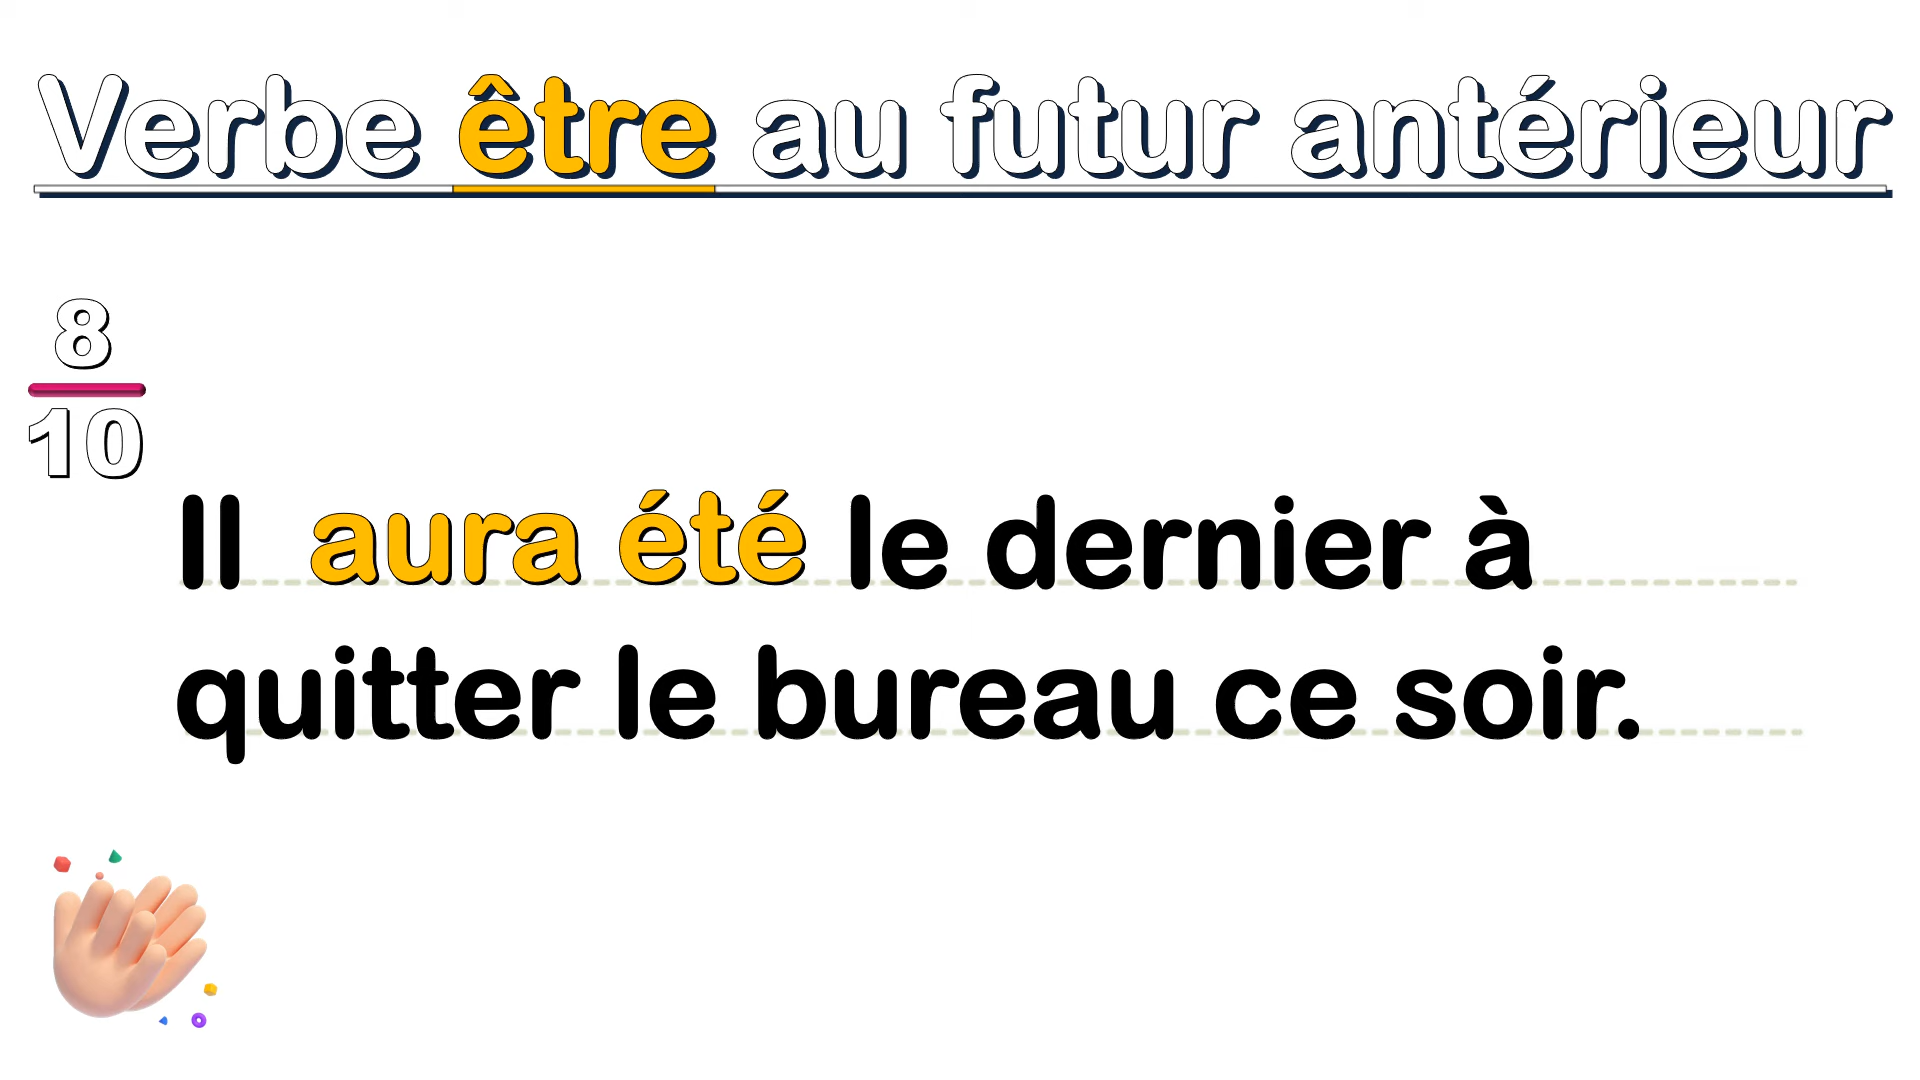 Verbe être au futur antérieur
8
10
Il aura été le dernier à
quitter le bureau ce soir.